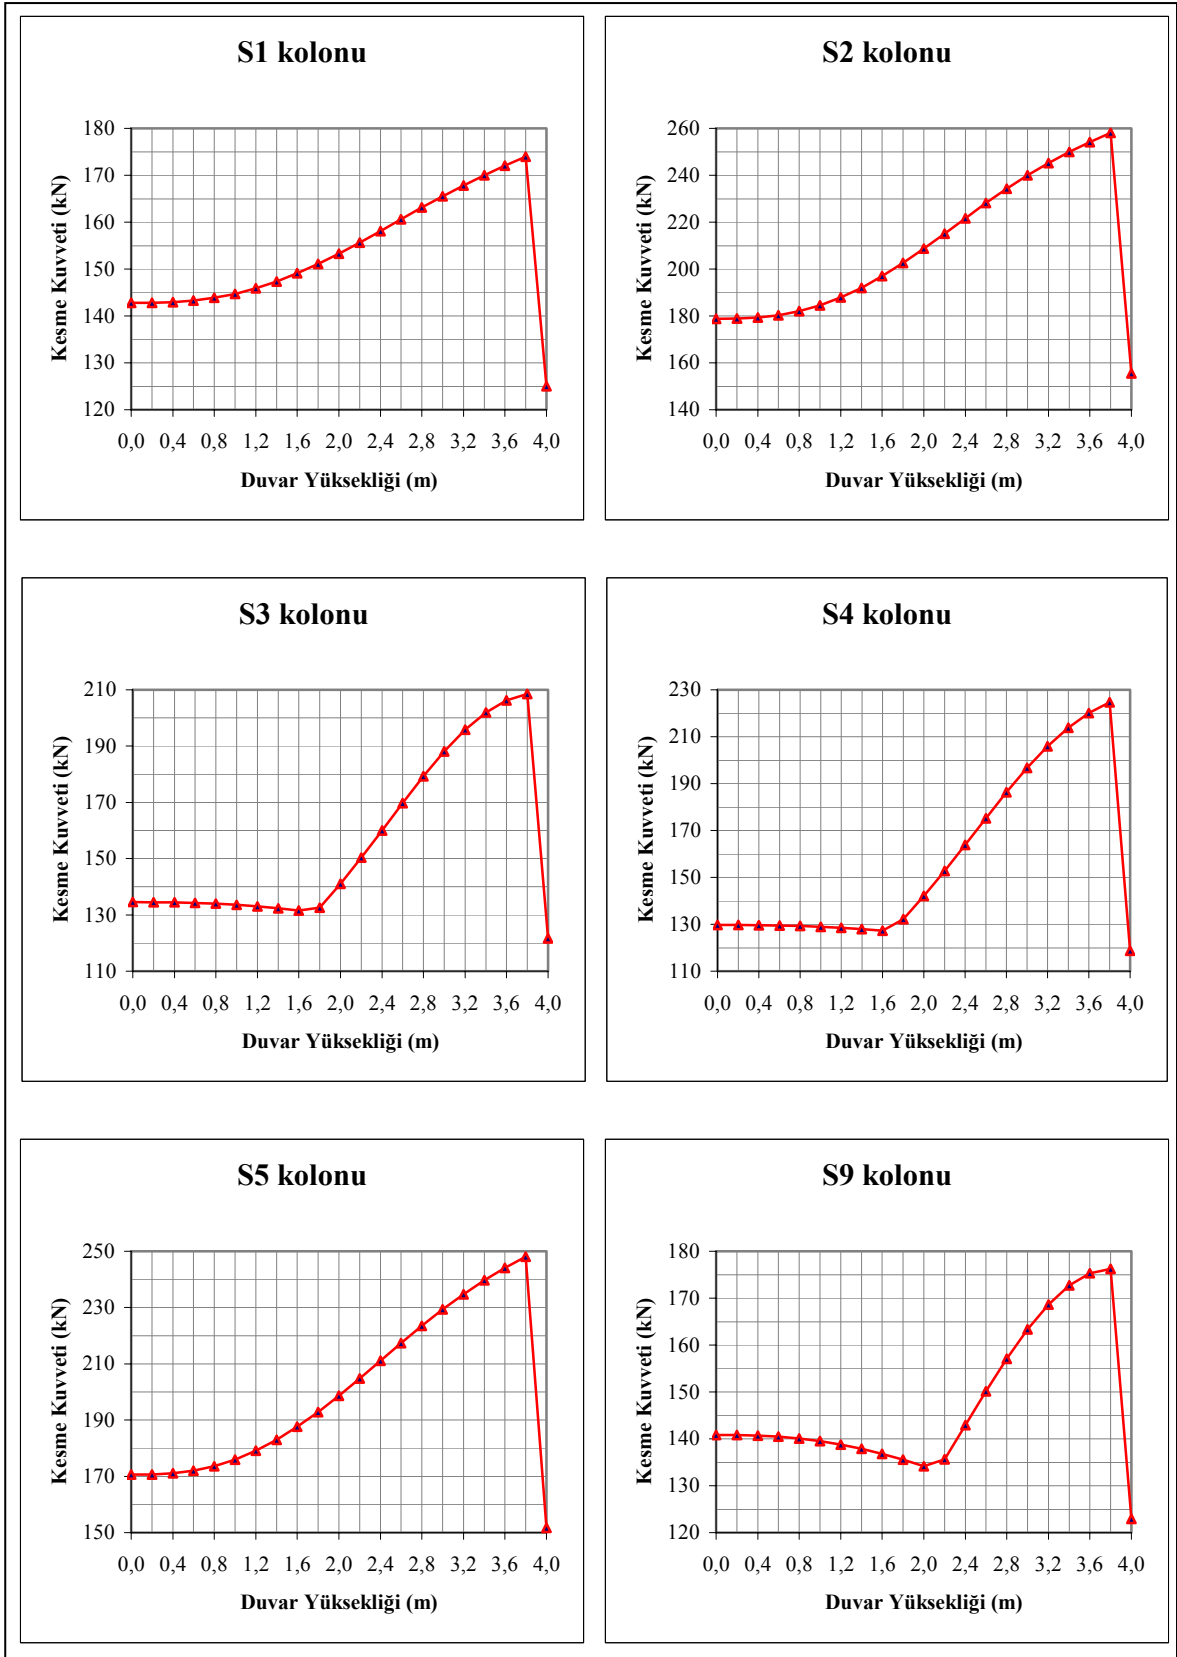 S1 kolonu
Kesme Kuvveti (kN)
180
170
160
150
140
130
120
0,0 0,4 0,8 1,2 1,6 2,0 2,4 2,8 3,2 3,6 4,0
Duvar Yüksekliği (m)
S2 kolonu
Kesme Kuvveti (kN)
260
240
220
200
180
160
140
0,0 0,4 0,8 1,2 1,6 2,0 2,4 2,8 3,2 3,6 4,0
Duvar Yüksekliği (m)
S3 kolonu
Kesme Kuvveti (kN)
210
190
170
150
130
110
0,0 0,4 0,8 1,2 1,6 2,0 2,4 2,8 3,2 3,6 4,0
Duvar Yüksekliği (m)
S4 kolonu
Kesme Kuvveti (kN)
230
210
190
170
150
130
110
0,0 0,4 0,8 1,2 1,6 2,0 2,4 2,8 3,2 3,6 4,0
Duvar Yüksekliği (m)
S5 kolonu
Kesme Kuvveti (kN)
250
230
210
190
170
150
0,0 0,4 0,8 1,2 1,6 2,0 2,4 2,8 3,2 3,6 4,0
Duvar Yüksekliği (m)
S9 kolonu
Kesme Kuvveti (kN)
180
170
160
150
140
130
120
0,0 0,4 0,8 1,2 1,6 2,0 2,4 2,8 3,2 3,6 4,0
Duvar Yüksekliği (m)